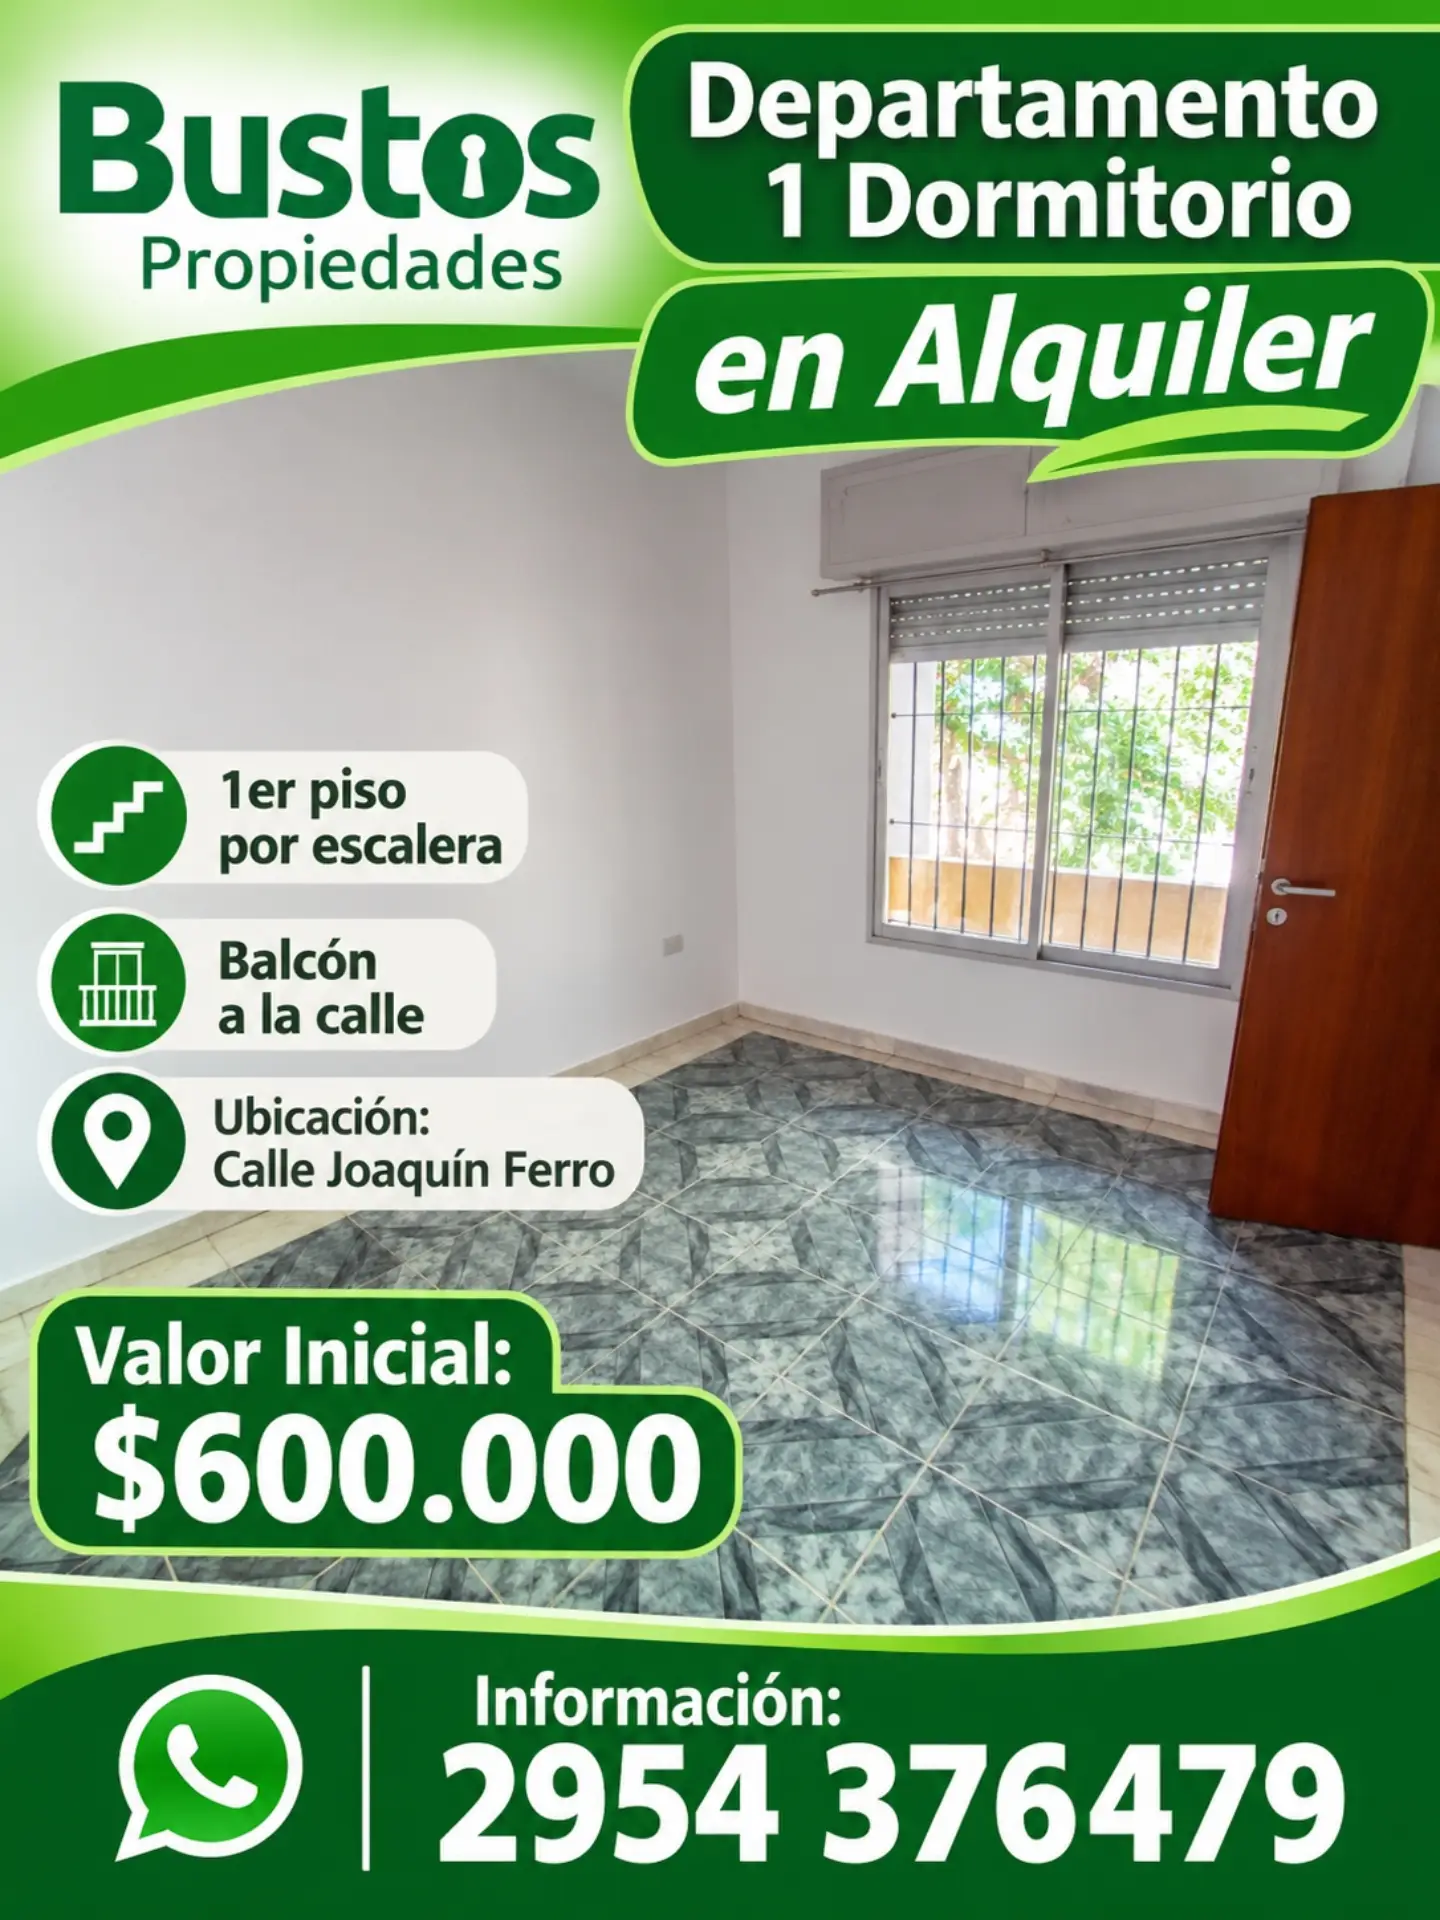 Bustos
Propiedades
Departamento
1 Dormitorio
en Alquiler
1er piso
por escalera
Balcón
a la calle
Ubicación:
Calle Joaquín Ferro
Valor Inicial:
$600.000
Información:
2954 376479